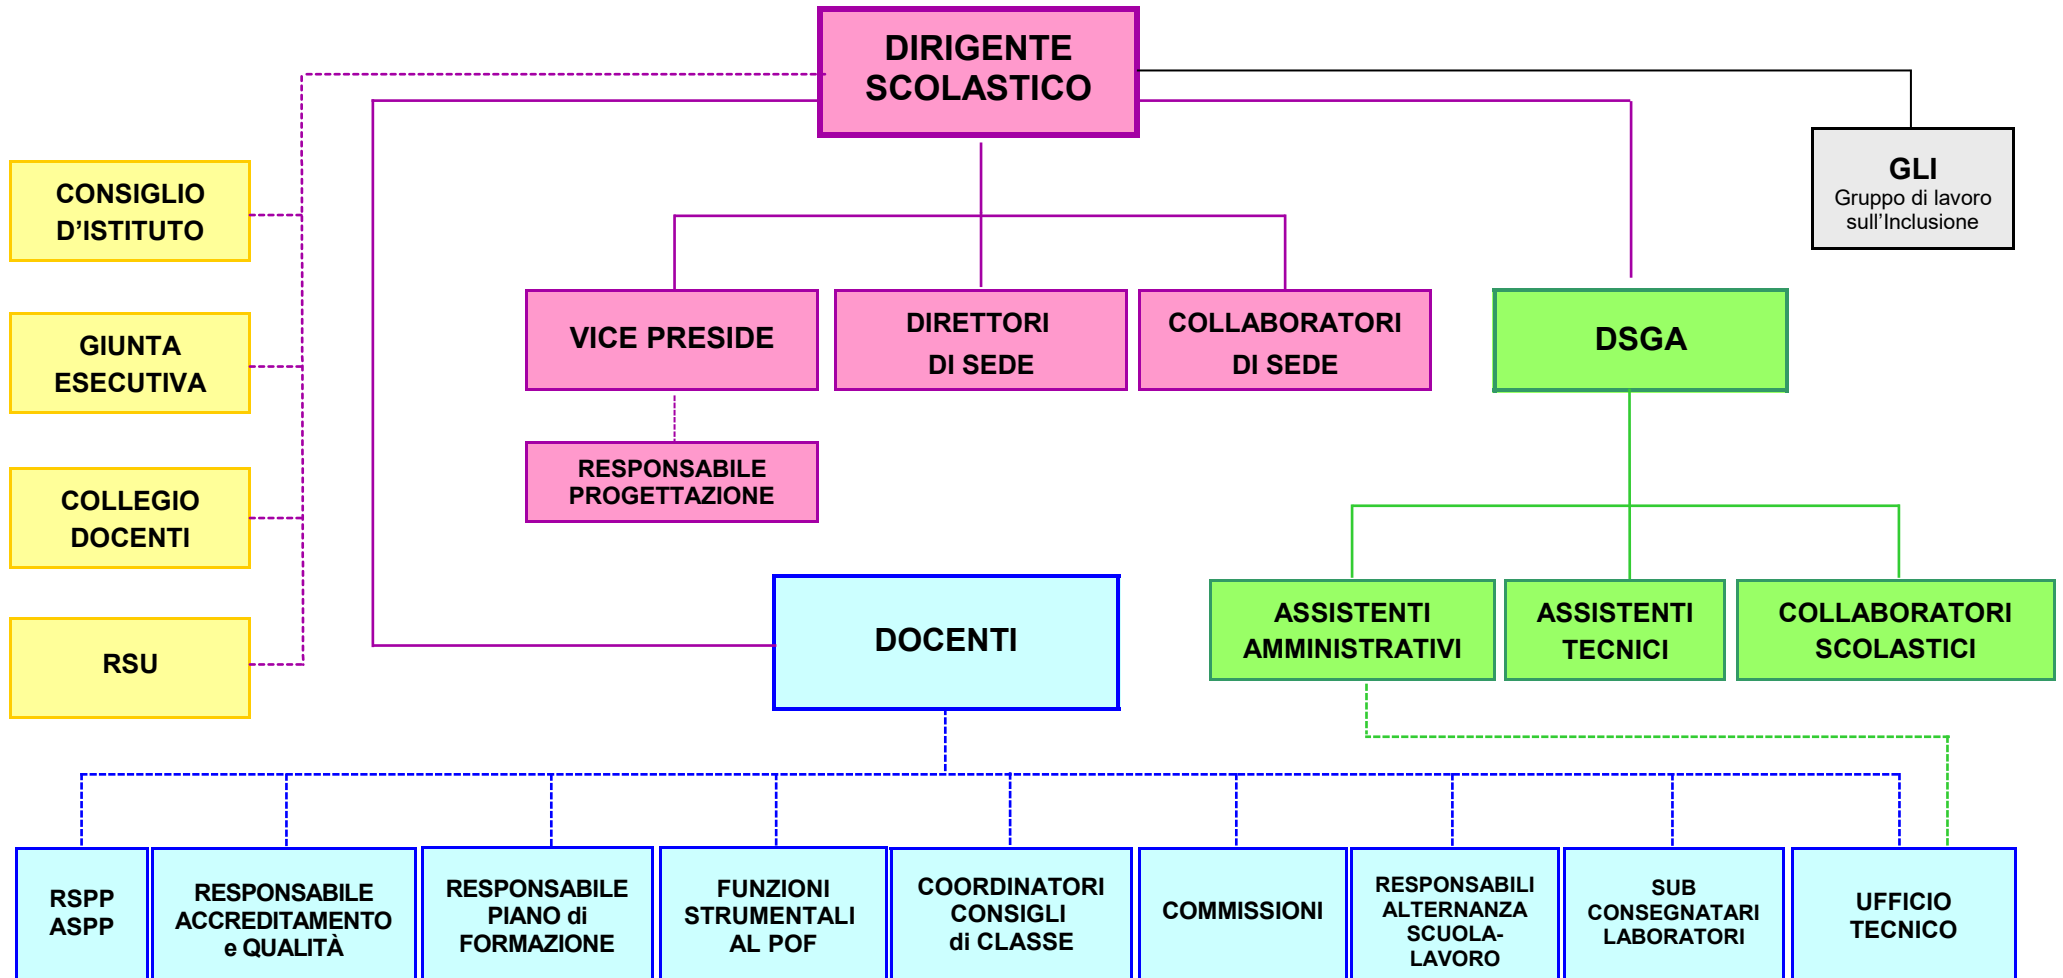 DIRIGENTE
SCOLASTICO
GLI
Gruppo di lavoro
sull'Inclusione
CONSIGLIO
D’ISTITUTO
VICE PRESIDE
DIRETTORI
DI SEDE
COLLABORATORI
DI SEDE
DSGA
GIUNTA
ESECUTIVA
RESPONSABILE
PROGETTAZIONE
COLLEGIO
DOCENTI
DOCENTI
ASSISTENTI
AMMINISTRATIVI
ASSISTENTI
TECNICI
COLLABORATORI
SCOLASTICI
RSU
RSPP
ASPP
RESPONSABILE
ACCREDITAMENTO
e QUALITÀ
RESPONSABILE
PIANO di
FORMAZIONE
FUNZIONI
STRUMENTALI
AL POF
COORDINATORI
CONSIGLI
di CLASSE
COMMISSIONI
RESPONSABILI
ALTERNANZA
SCUOLA-
LAVORO
SUB
CONSEGNATARI
LABORATORI
UFFICIO
TECNICO